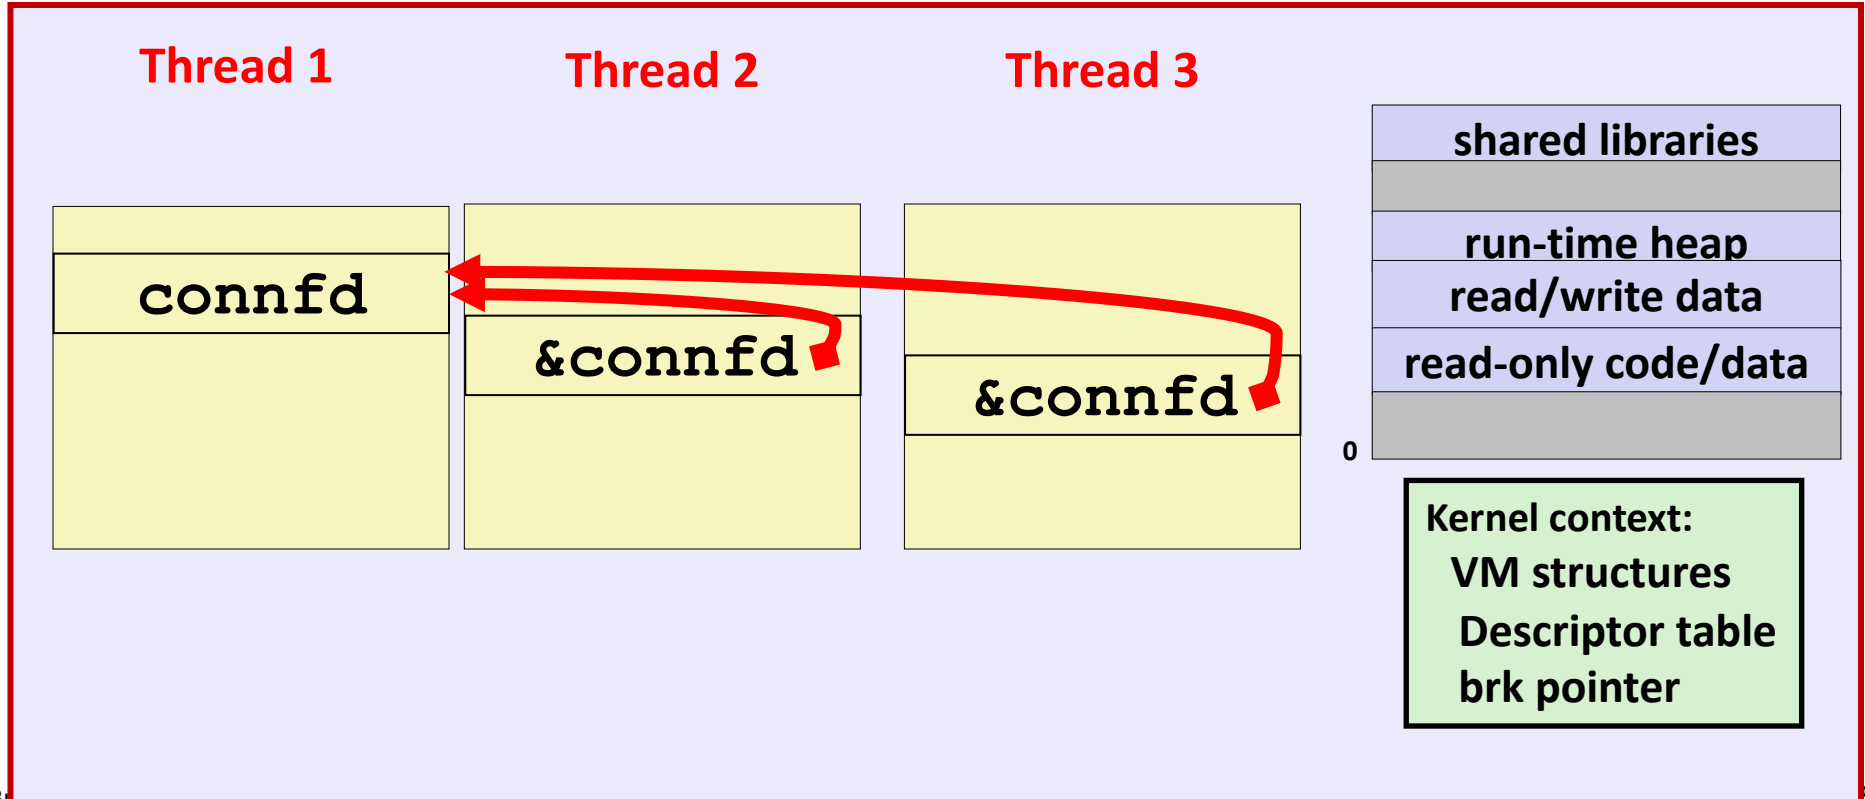 Thread 1
Thread 2
Thread 3
connfd
&connfd
&connfd
shared libraries
run-time heap
read/write data
read-only code/data
0
Kernel context:
VM structures
Descriptor table
brk pointer